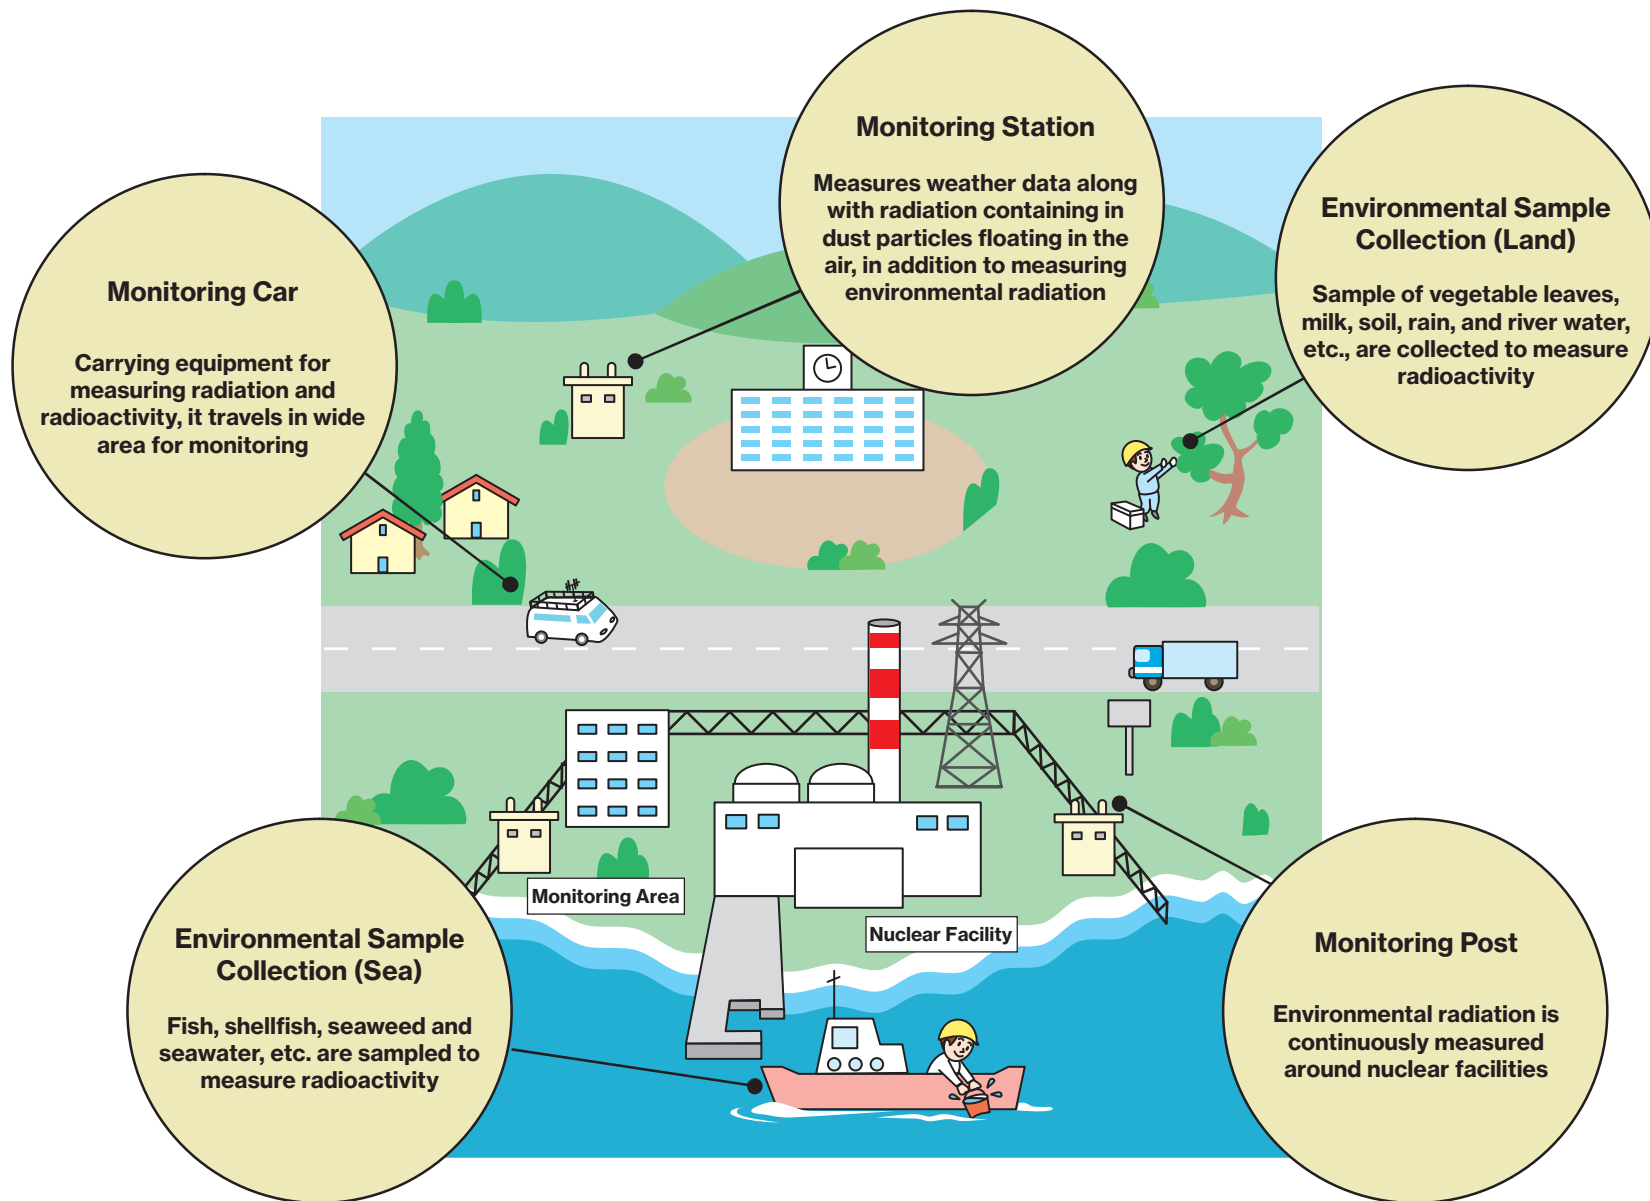 Monitoring Station
Measures weather data along
with radiation containing in
dust particles floating in the
air, in addition to measuring
environmental radiation
Environmental Sample
Collection (Land)
Sample of vegetable leaves,
milk, soil, rain, and river water,
etc., are collected to measure
radioactivity
Monitoring Car
Carrying equipment for
measuring radiation and
radioactivity, it travels in wide
area for monitoring
Monitoring Area
Nuclear Facility
Environmental Sample
Collection (Sea)
Fish, shellfish, seaweed and
seawater, etc. are sampled to
measure radioactivity
Monitoring Post
Environmental radiation is
continuously measured
around nuclear facilities